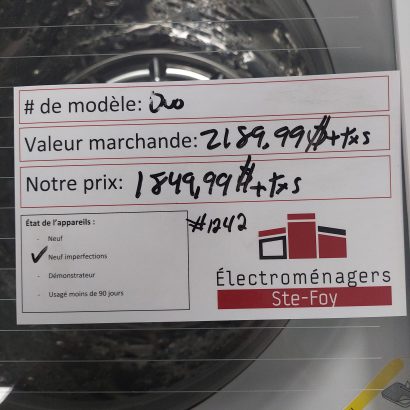 # de modèle: Duo
Valeur marchande: 2189,99$+txs
Notre prix: 1849,99$+txs
État de l'appareils :
- Neuf
✓ Neuf imperfections
- Démonstrateur
- Usagé moins de 90 jours
#1242
Électroménagers
Ste-Foy